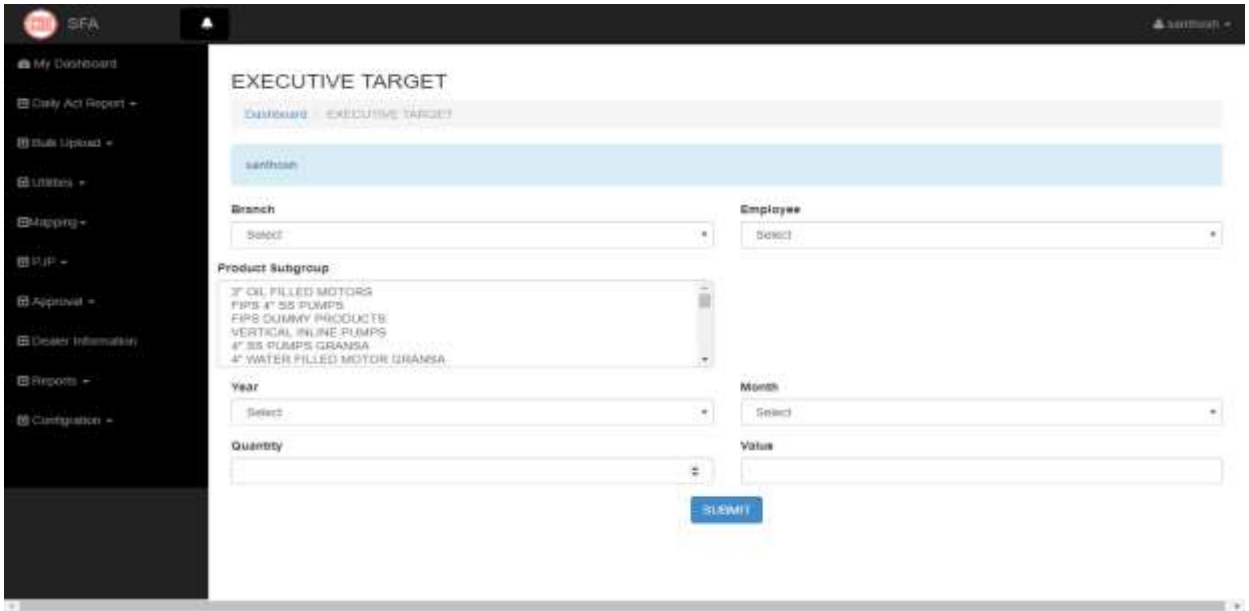 SFA
santhosh
My Dashboard
Daily Act Report
Bulk Upload
Utilities
Mapping
PJP
Approval
Dealer Information
Reports
Configration
EXECUTIVE TARGET
Dashboard EXECUTIVE TARGET
santhosh
Branch Employee
Select Select
Product Subgroup
3" OIL FILLED MOTORS
FIPS 4" SS PUMPS
FIPS DUMMY PRODUCTS
VERTICAL INLINE PUMPS
4" SS PUMPS GRANSA
4" WATER FILLED MOTOR GRANSA
Year Month
Select Select
Quantity Value
SUBMIT